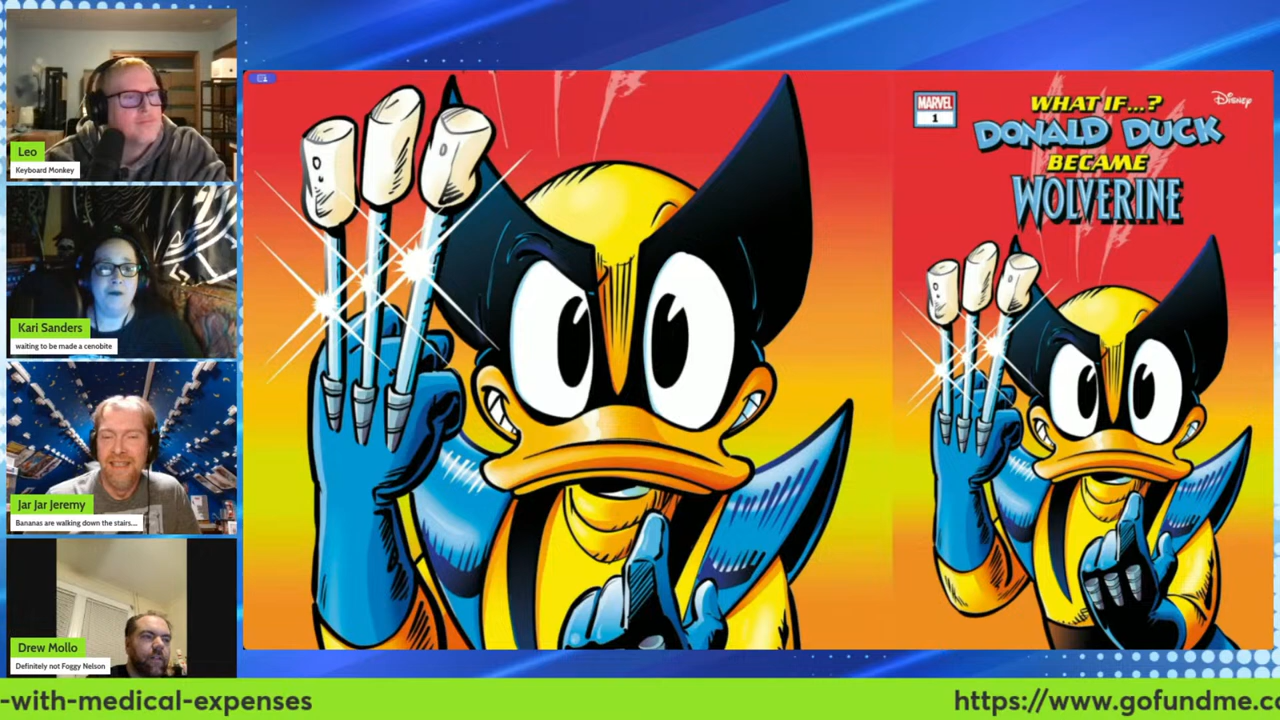 Leo
Keyboard Monkey
Kari Sanders
waiting to be made a cenobite
Jar Jar Jeremy
Bananas are walking down the stairs....
Drew Mollo
Definitely not Foggy Nelson
MARVEL
1
WHAT IF...?
DONALD DUCK
BECAME
WOLVERINE
Disney
-with-medical-expenses
https://www.gofundme.co